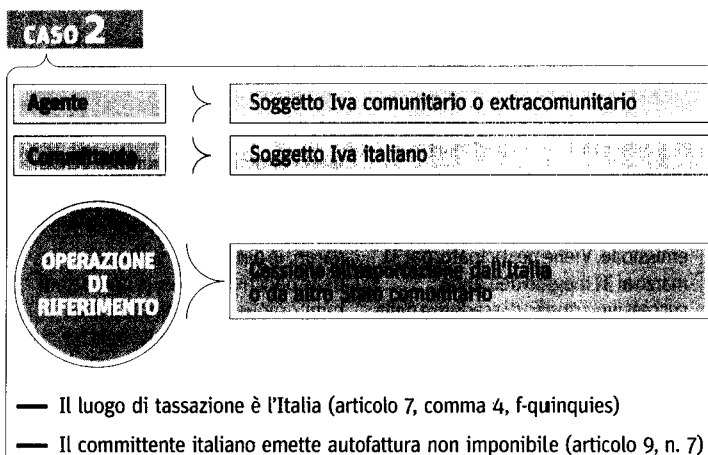 CASO 2
Agente
Soggetto Iva comunitario o extracomunitario
Committente
Soggetto Iva italiano
OPERAZIONE
DI
RIFERIMENTO
Cessione all'esportazione dall'Italia
o da altro Stato comunitario
— Il luogo di tassazione è l'Italia (articolo 7, comma 4, f-quinquies)
— Il committente italiano emette autofattura non imponibile (articolo 9, n. 7)